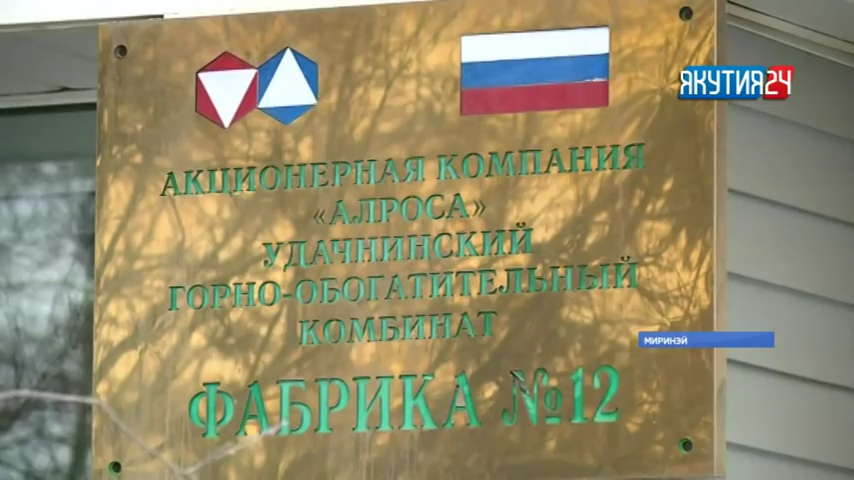 ЯКУТИЯ24
АКЦИОНЕРНАЯ КОМПАНИЯ
«АЛРОСА»
УДАЧНИНСКИЙ
ГОРНО-ОБОГАТИТЕЛЬНЫЙ
КОМБИНАТ
МИРИНЭЙ
ФАБРИКА №12